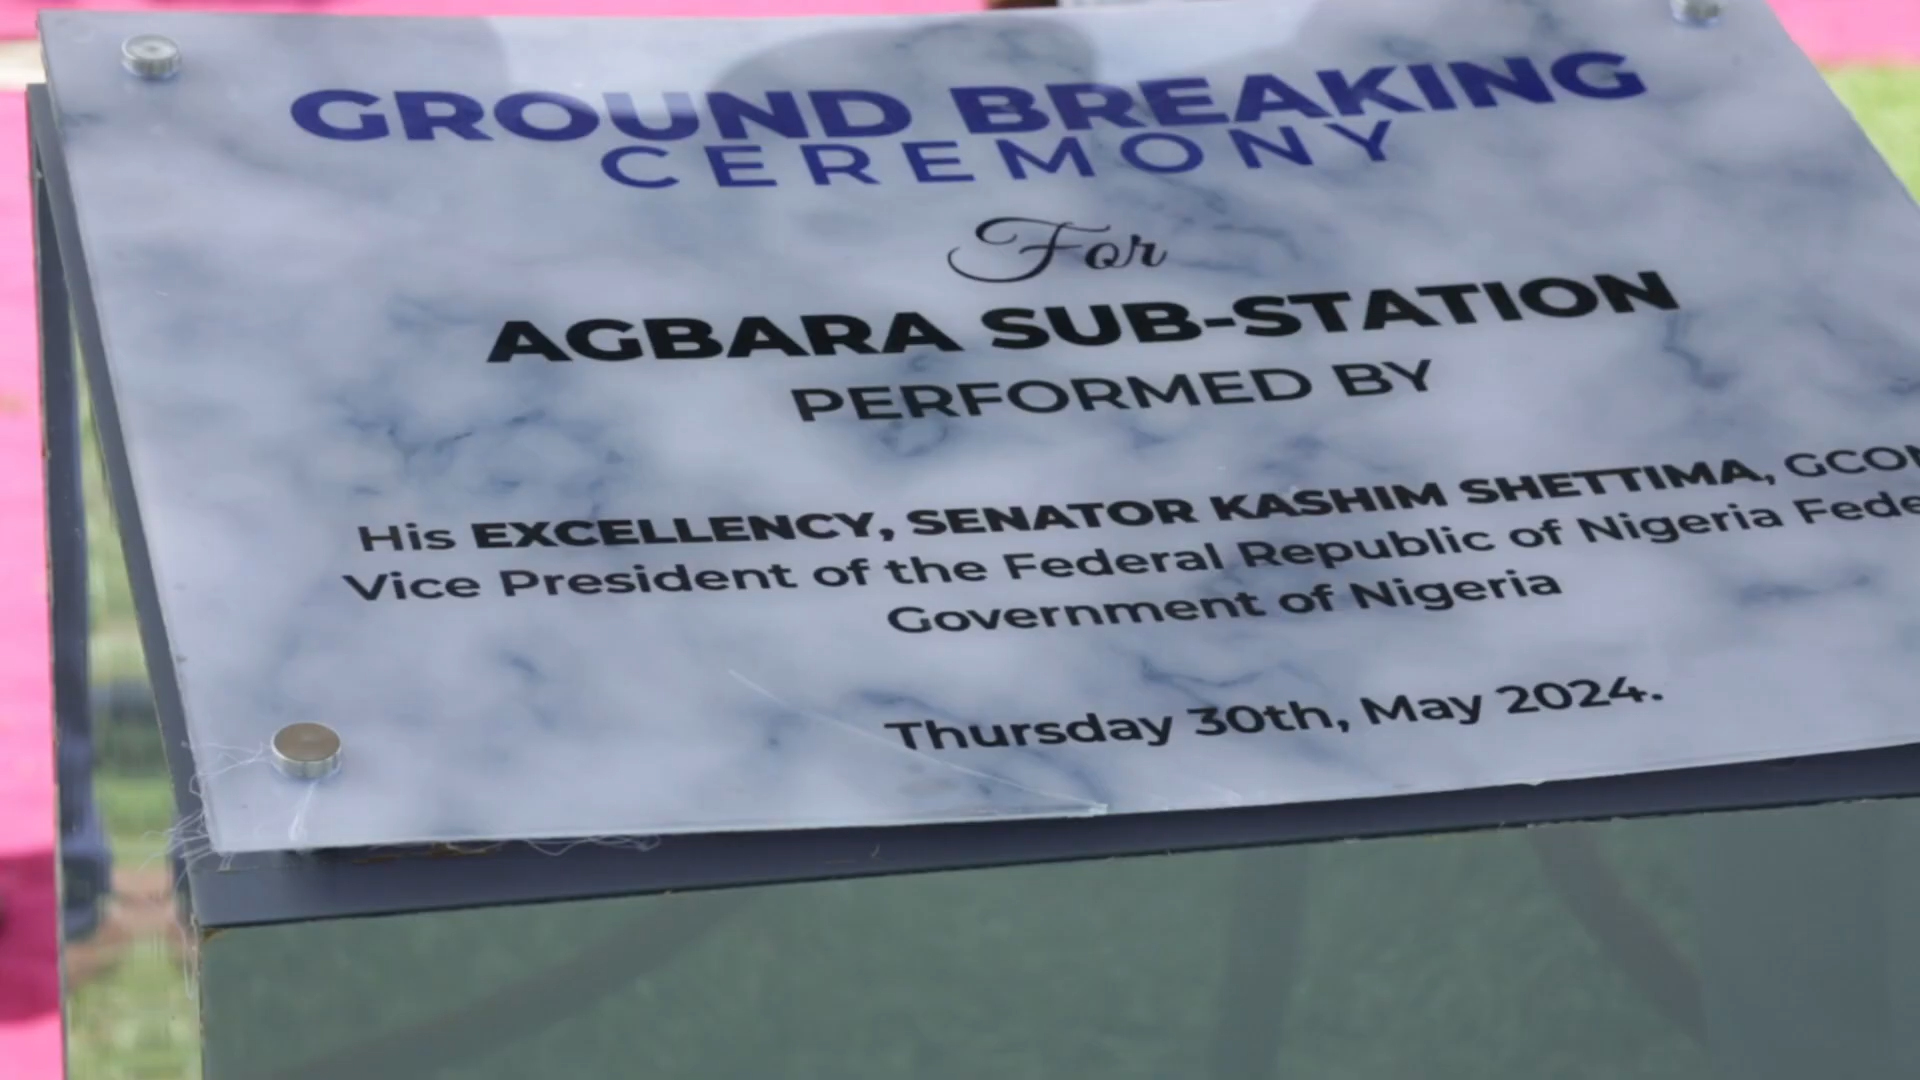 GROUND BREAKING
CEREMONY
For
AGBARA SUB-STATION
PERFORMED BY
His EXCELLENCY, SENATOR KASHIM SHETTIMA, GCON
Vice President of the Federal Republic of Nigeria Fede
Government of Nigeria
Thursday 30th, May 2024.